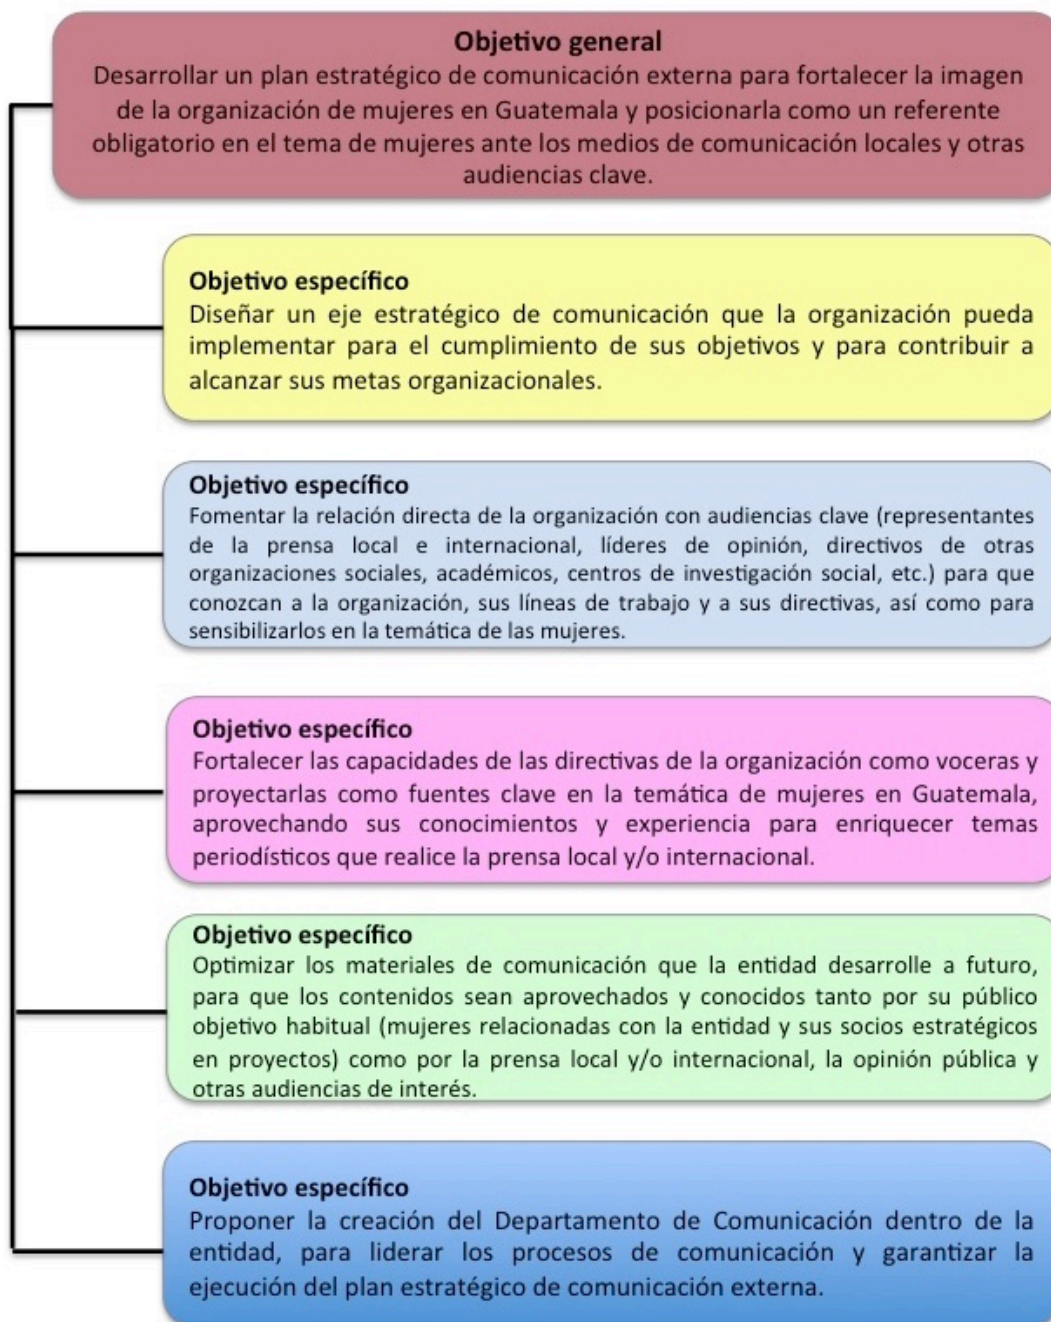 Objetivo general
Desarrollar un plan estratégico de comunicación externa para fortalecer la imagen
de la organización de mujeres en Guatemala y posicionarla como un referente
obligatorio en el tema de mujeres ante los medios de comunicación locales y otras
audiencias clave.
Objetivo específico
Diseñar un eje estratégico de comunicación que la organización pueda
implementar para el cumplimiento de sus objetivos y para contribuir a
alcanzar sus metas organizacionales.
Objetivo específico
Fomentar la relación directa de la organización con audiencias clave (representantes
de la prensa local e internacional, líderes de opinión, directivos de otras
organizaciones sociales, académicos, centros de investigación social, etc.) para que
conozcan a la organización, sus líneas de trabajo y a sus directivas, así como para
sensibilizarlos en la temática de las mujeres.
Objetivo específico
Fortalecer las capacidades de las directivas de la organización como voceras y
proyectarlas como fuentes clave en la temática de mujeres en Guatemala,
aprovechando sus conocimientos y experiencia para enriquecer temas
periodísticos que realice la prensa local y/o internacional.
Objetivo específico
Optimizar los materiales de comunicación que la entidad desarrolle a futuro,
para que los contenidos sean aprovechados y conocidos tanto por su público
objetivo habitual (mujeres relacionadas con la entidad y sus socios estratégicos
en proyectos) como por la prensa local y/o internacional, la opinión pública y
otras audiencias de interés.
Objetivo específico
Proponer la creación del Departamento de Comunicación dentro de la
entidad, para liderar los procesos de comunicación y garantizar la
ejecución del plan estratégico de comunicación externa.